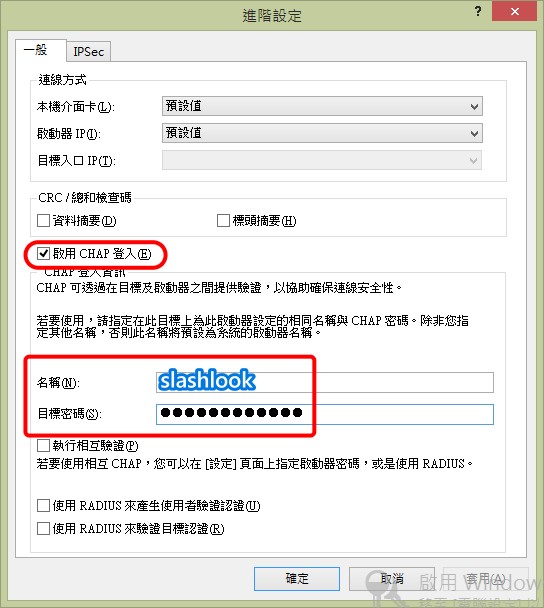 進階設定
? ×
一般 IPSec
連線方式
本機介面卡(L): 預設值
啟動器 IP(I): 預設值
目標入口 IP(T):
CRC / 總和檢查碼
資料摘要(D) 標頭摘要(H)
啟用 CHAP 登入(E)
CHAP 登入資訊
CHAP 可透過在目標及啟動器之間提供驗證，以協助確保連線安全性。
若要使用，請指定在此目標上為此啟動器設定的相同名稱與 CHAP 密碼。除非您指
定其他名稱，否則此名稱將預設為系統的啟動器名稱。
名稱(N): slashlook
目標密碼(S): ●●●●●●●●●●●●
執行相互驗證(P)
若要使用相互 CHAP，您可以在 [設定] 頁面上指定啟動器密碼，或是使用 RADIUS。
使用 RADIUS 來產生使用者驗證認證(U)
使用 RADIUS 來驗證目標認證(R)
確定 取消 套用(A)
啟用 Window